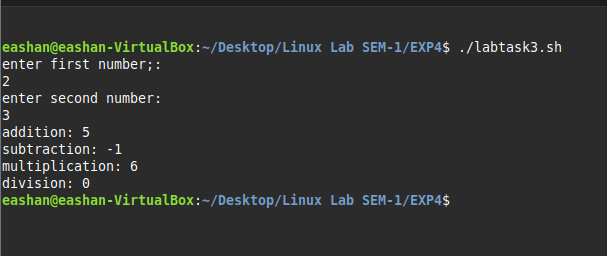 eashan@eashan-VirtualBox:~/Desktop/Linux Lab SEM-1/EXP4$ ./labtask3.sh
enter first number;:
2
enter second number:
3
addition: 5
subtraction: -1
multiplication: 6
division: 0
eashan@eashan-VirtualBox:~/Desktop/Linux Lab SEM-1/EXP4$